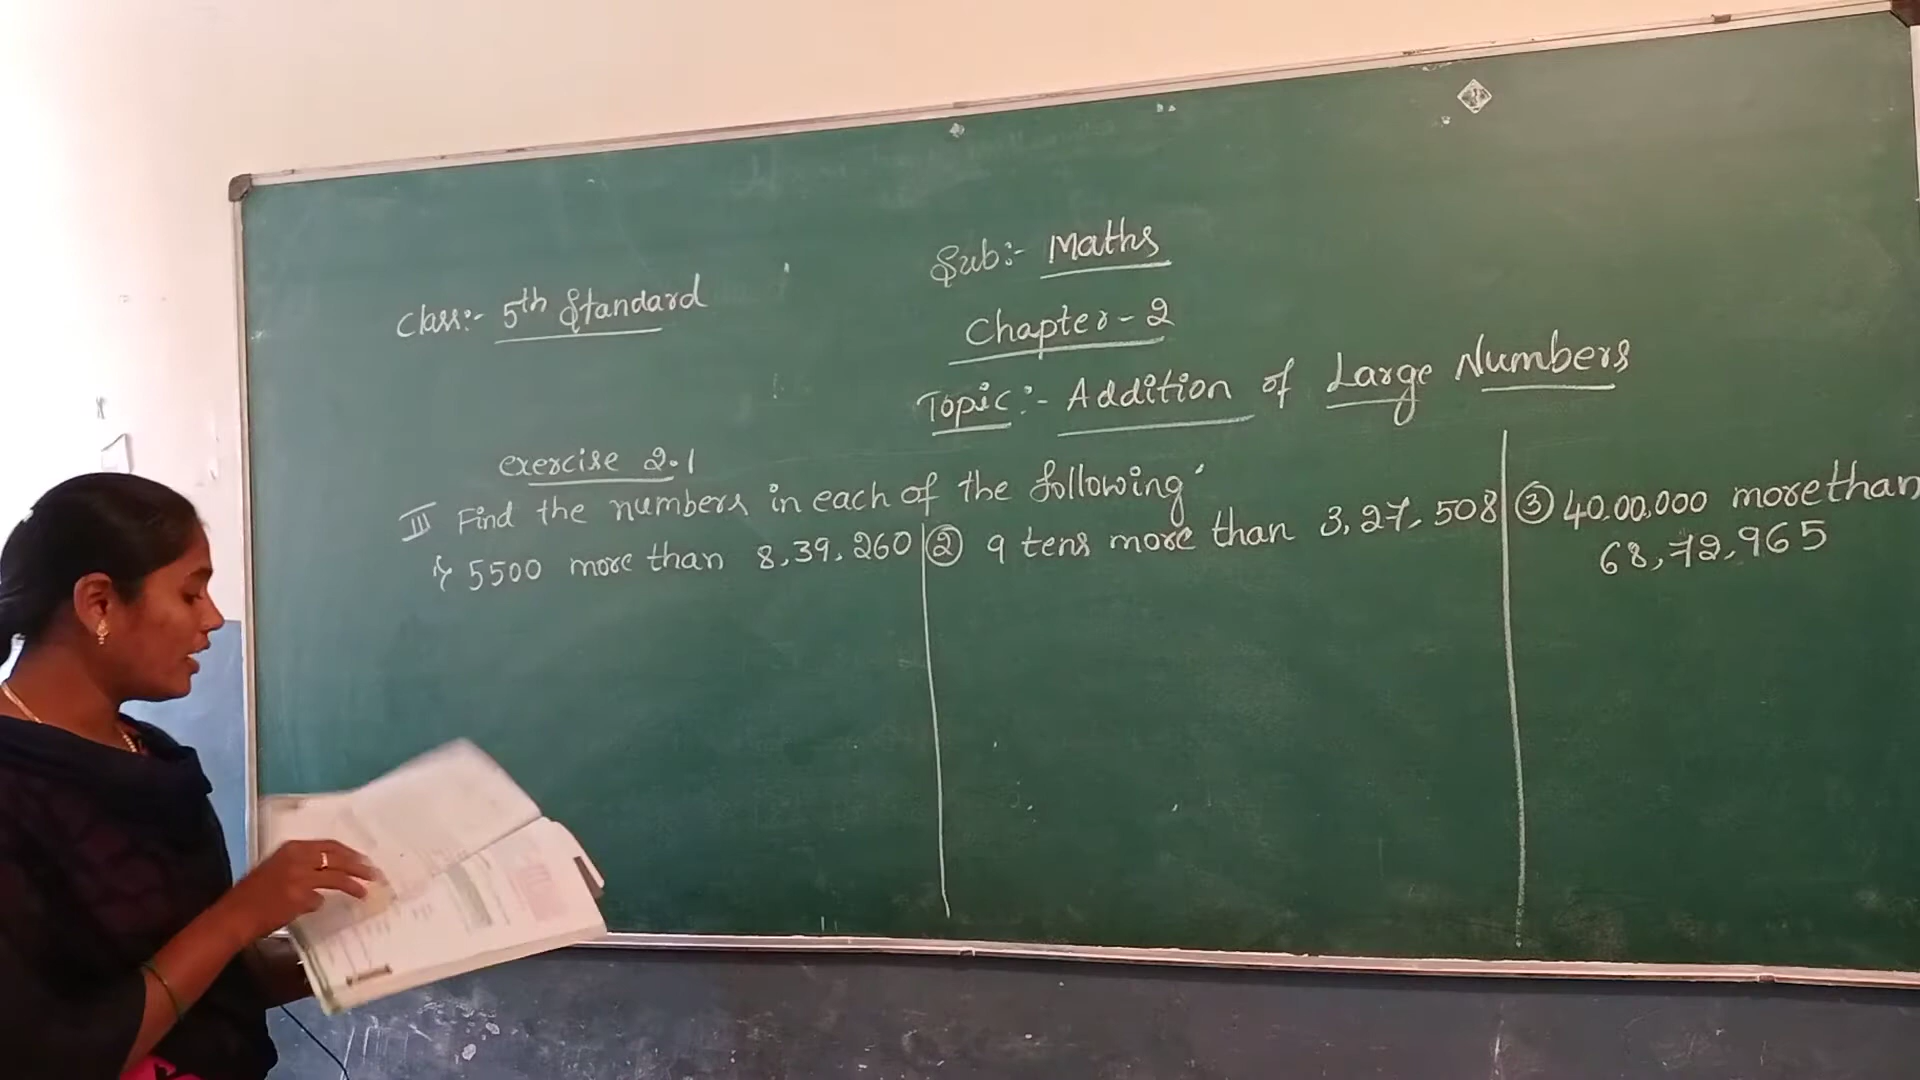 Sub:- Maths
Class:- 5th Standard
Chapter-2
Topic:- Addition of Large Numbers
exercise 2.1
III Find the numbers in each of the following
1, 5500 more than 8,39,260
② 9 tens more than 3,27,508
③ 40,00,000 more than
68,72,965